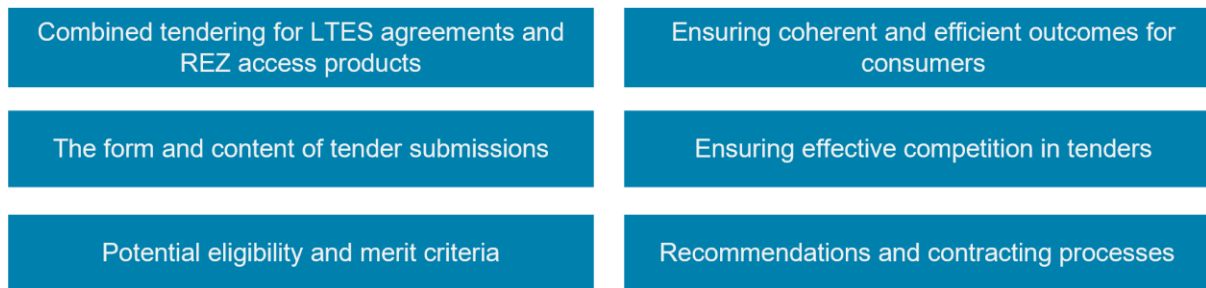 Combined tendering for LTES agreements and
REZ access products
Ensuring coherent and efficient outcomes for
consumers
The form and content of tender submissions
Ensuring effective competition in tenders
Potential eligibility and merit criteria
Recommendations and contracting processes